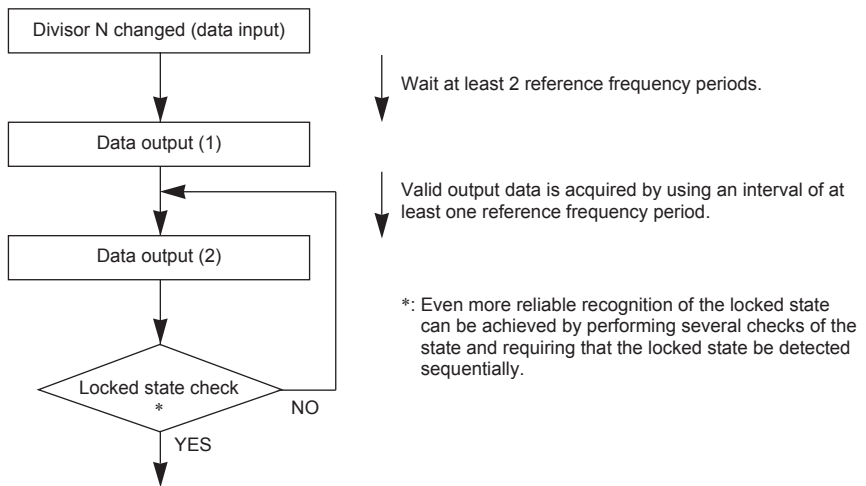 Divisor N changed (data input)
Wait at least 2 reference frequency periods.
Data output (1)
Valid output data is acquired by using an interval of at
least one reference frequency period.
Data output (2)
*: Even more reliable recognition of the locked state
can be achieved by performing several checks of the
state and requiring that the locked state be detected
sequentially.
Locked state check
*
NO
YES